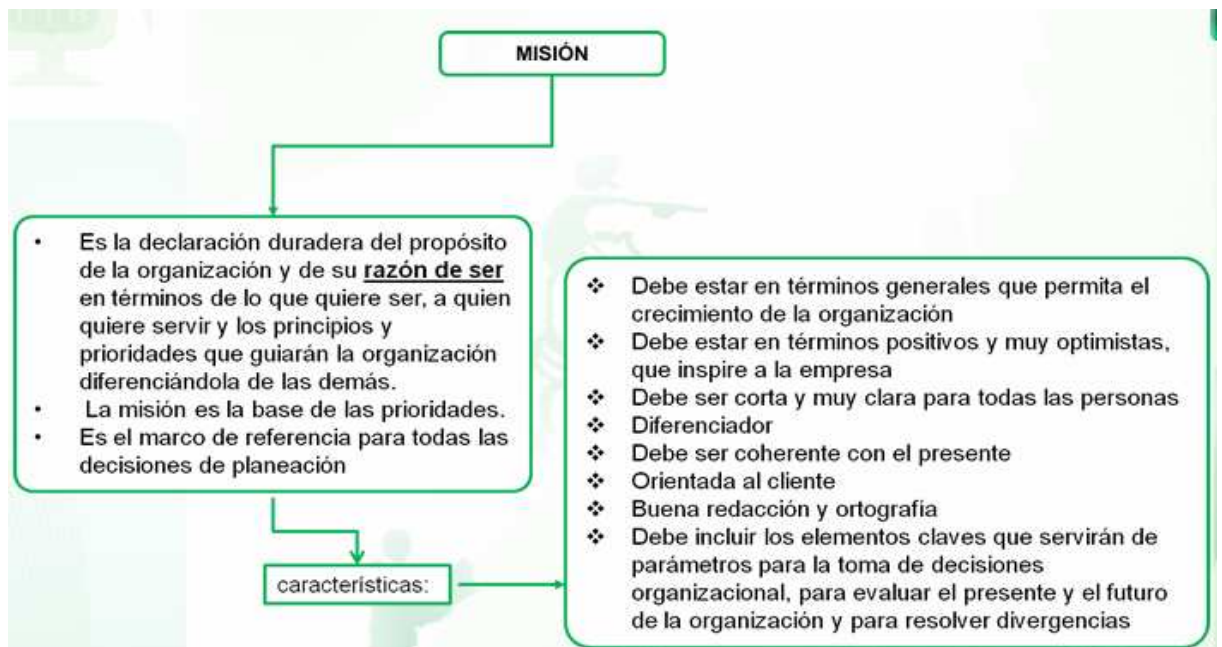 MISIÓN
• Es la declaración duradera del propósito
de la organización y de su razón de ser
en términos de lo que quiere ser, a quien
quiere servir y los principios y
prioridades que guiarán la organización
diferenciándola de las demás.
• La misión es la base de las prioridades.
• Es el marco de referencia para todas las
decisiones de planeación
características:
❖ Debe estar en términos generales que permita el
crecimiento de la organización
❖ Debe estar en términos positivos y muy optimistas,
que inspire a la empresa
❖ Debe ser corta y muy clara para todas las personas
❖ Diferenciador
❖ Debe ser coherente con el presente
❖ Orientada al cliente
❖ Buena redacción y ortografía
❖ Debe incluir los elementos claves que servirán de
parámetros para la toma de decisiones
organizacional, para evaluar el presente y el futuro
de la organización y para resolver divergencias